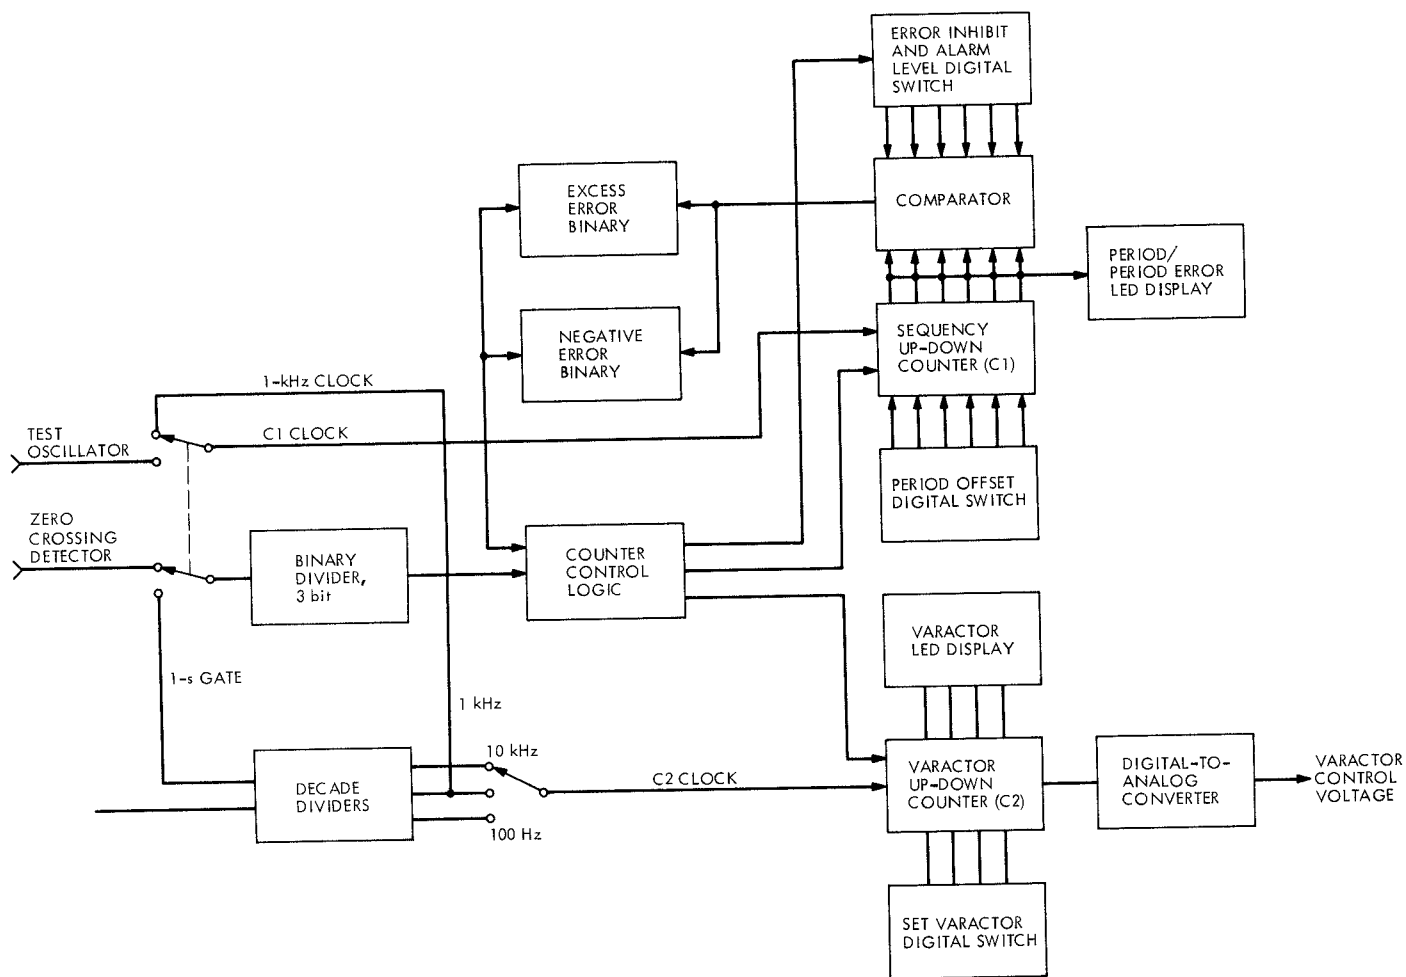 ERROR INHIBIT
AND ALARM
LEVEL DIGITAL
SWITCH
EXCESS
ERROR
BINARY
COMPARATOR
PERIOD/
PERIOD ERROR
LED DISPLAY
NEGATIVE
ERROR
BINARY
SEQUENCY
UP-DOWN
COUNTER (C1)
1-kHz CLOCK
TEST
OSCILLATOR
C1 CLOCK
PERIOD OFFSET
DIGITAL SWITCH
ZERO
CROSSING
DETECTOR
BINARY
DIVIDER,
3 bit
COUNTER
CONTROL
LOGIC
VARACTOR
LED DISPLAY
1-s GATE
1 kHz
10 kHz
DECADE
DIVIDERS
C2 CLOCK
100 Hz
VARACTOR
UP-DOWN
COUNTER (C2)
DIGITAL-TO-
ANALOG
CONVERTER
VARACTOR
CONTROL
VOLTAGE
SET VARACTOR
DIGITAL SWITCH